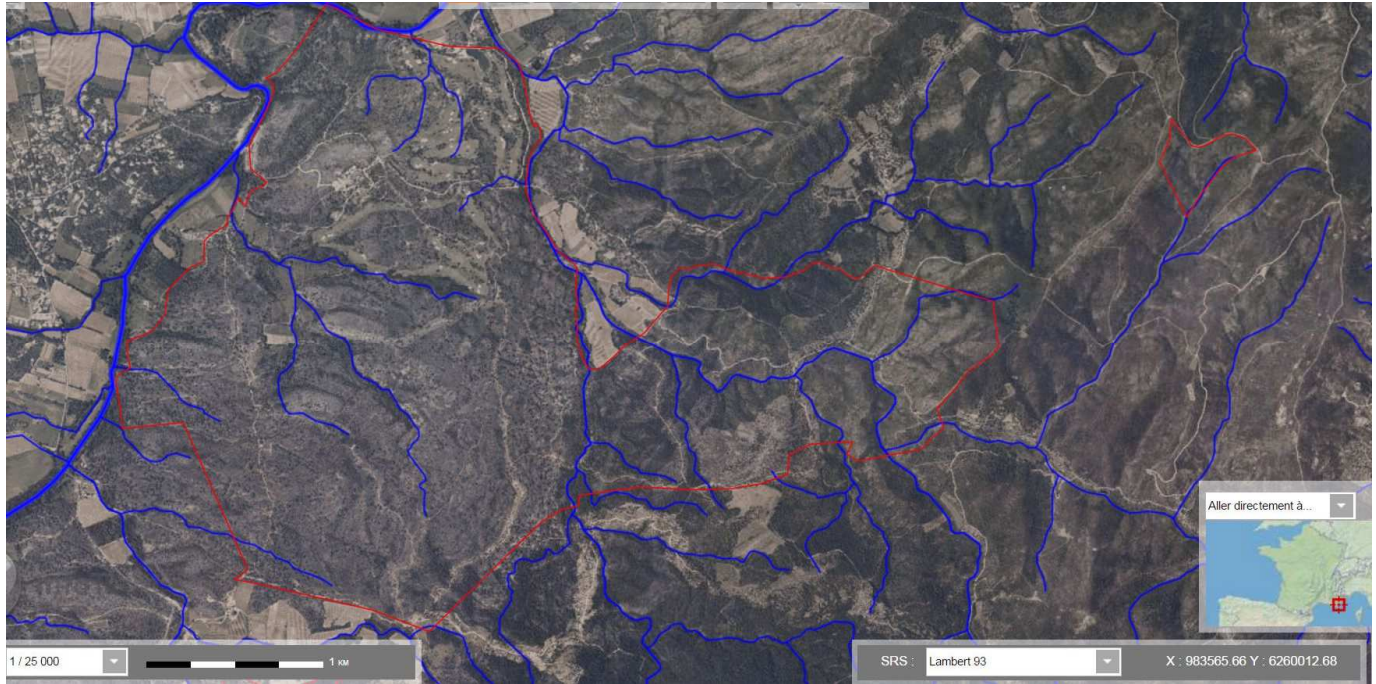 Aller directement à...
1 / 25 000
1 KM
SRS :
Lambert 93
X : 983565.66 Y : 6260012.68